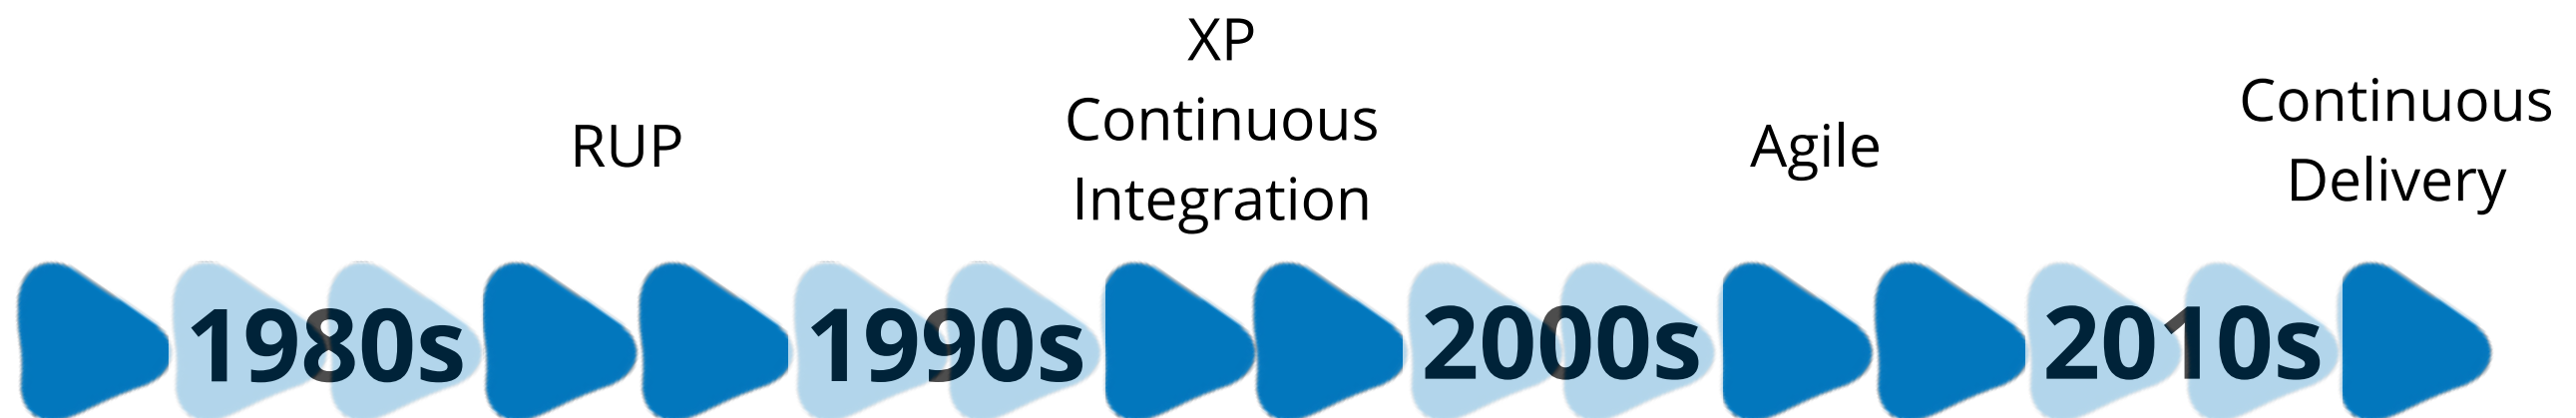 XP
Continuous
Integration
RUP
Agile
Continuous
Delivery
1980s
1990s
2000s
2010s